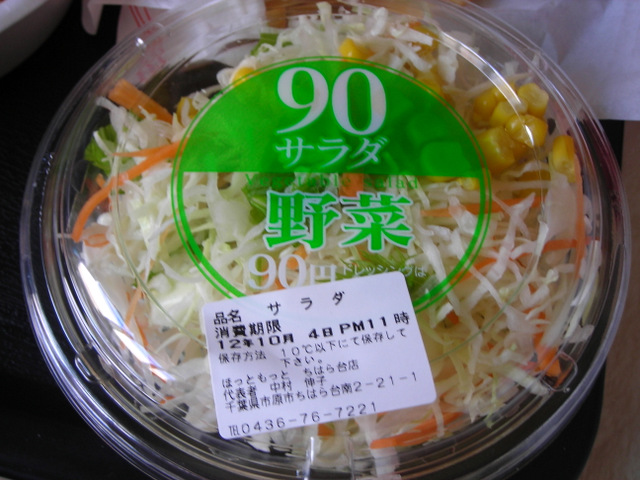 90
サラダ
野菜
90円 ドレッシングは
品名 サラダ
消費期限
12年10月 4日 PM11時
保存方法 10℃以下にて保存して
下さい。
ほっともっと ちはら台店
代表者 中村 伸子
千葉県市原市ちはら台南2-21-1
℡0436-76-7221